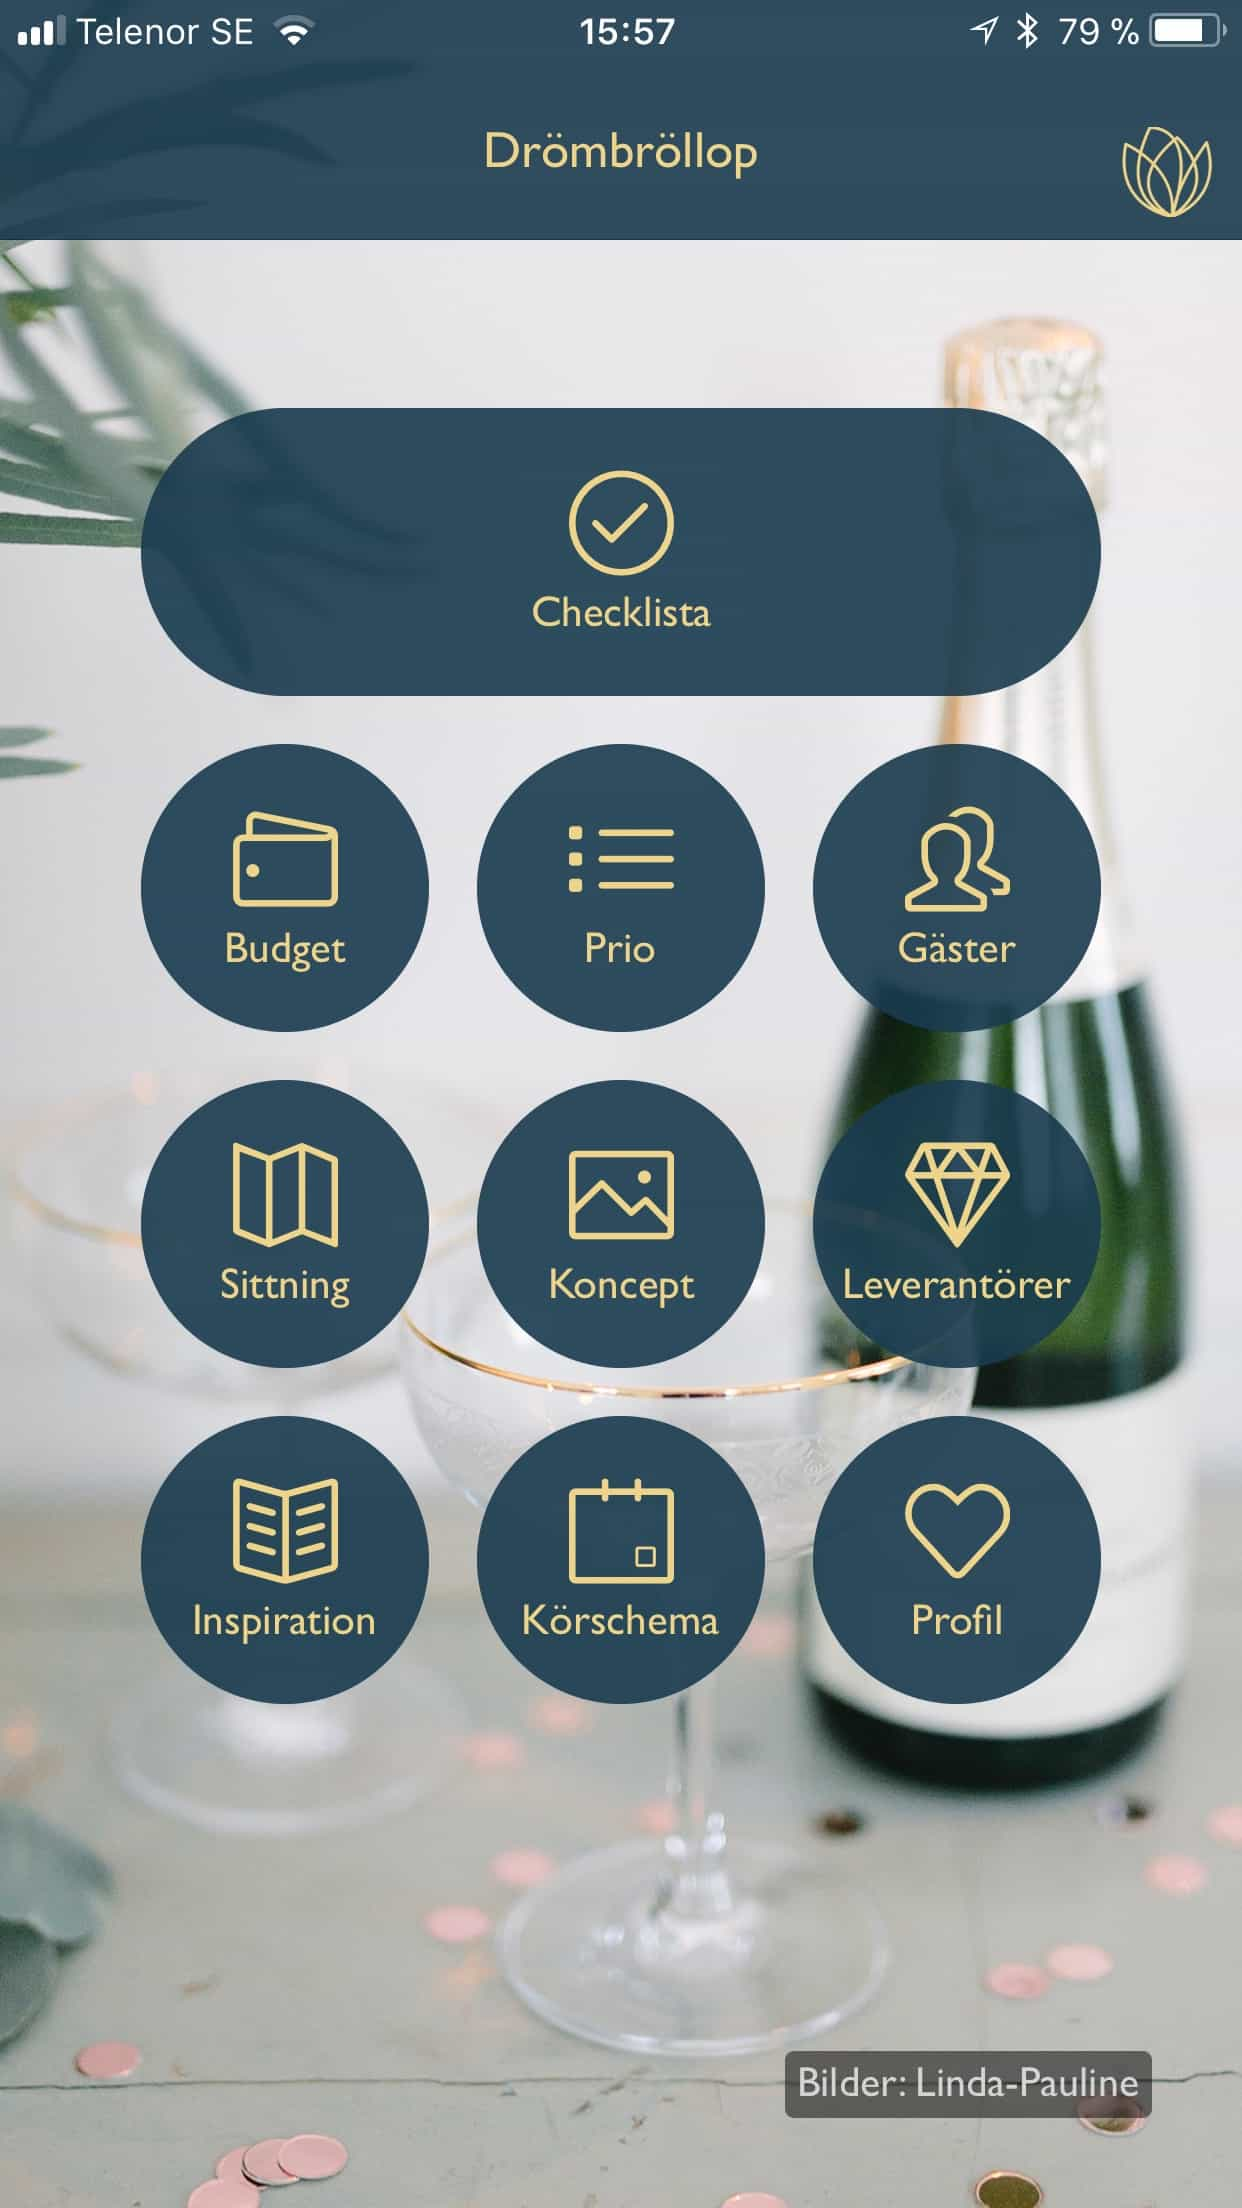 Telenor SE 15:57 79 %
Drömbröllop
Checklista
Budget Prio Gäster
Sittning Koncept Leverantörer
Inspiration Körschema Profil
Bilder: Linda-Pauline